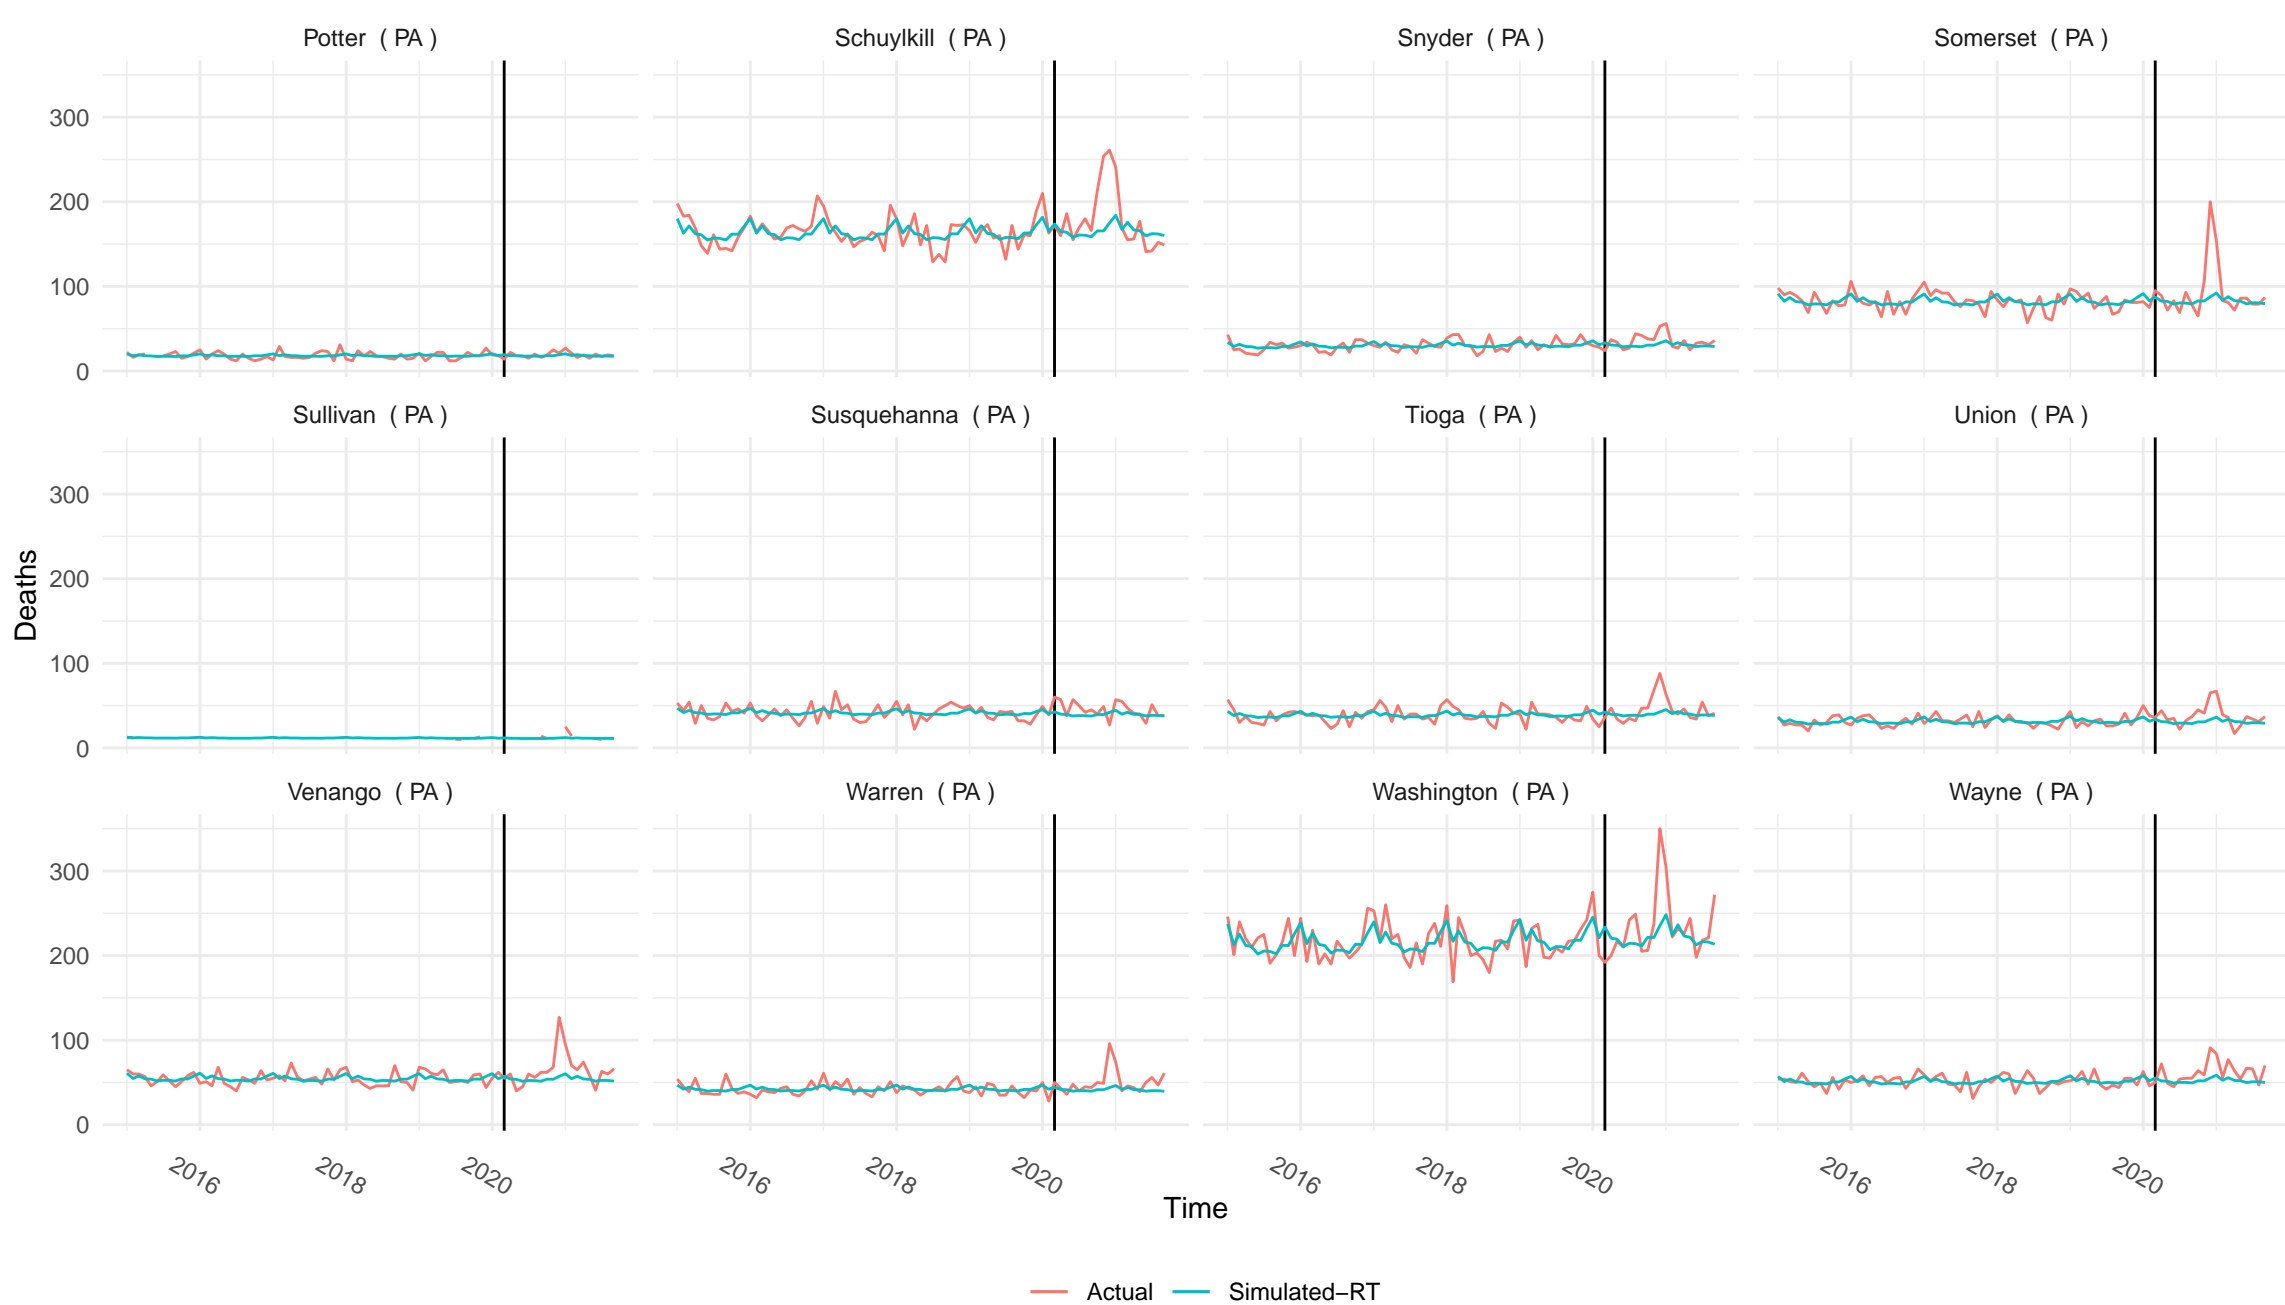 Potter ( PA )
Schuylkill ( PA )
Snyder ( PA )
Somerset ( PA )
300
200
100
0
Sullivan ( PA )
Susquehanna ( PA )
Tioga ( PA )
Union ( PA )
300
200
100
0
Deaths
Venango ( PA )
Warren ( PA )
Washington ( PA )
Wayne ( PA )
300
200
100
0
2016 2018 2020
2016 2018 2020
2016 2018 2020
2016 2018 2020
Time
Actual Simulated−RT